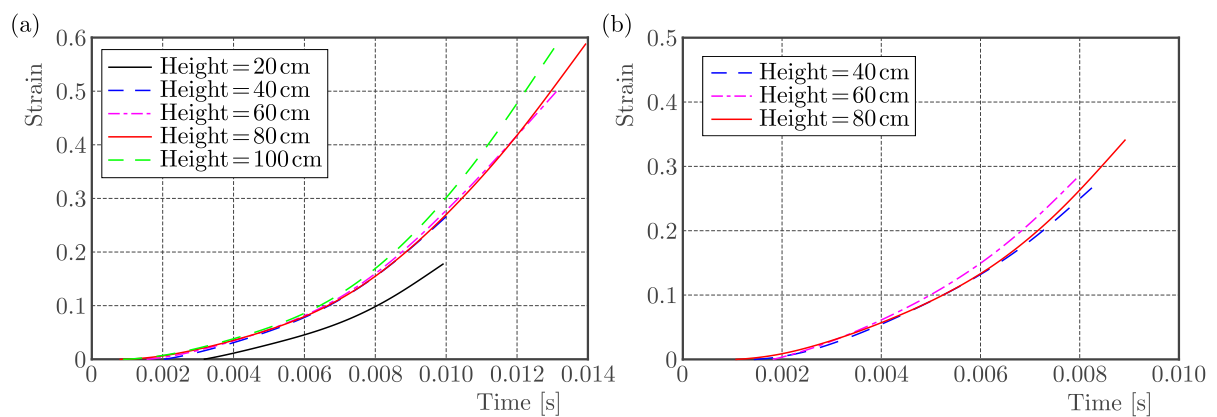 (a)
Strain
0.6
0.5
0.4
0.3
0.2
0.1
0
Height = 20 cm
Height = 40 cm
Height = 60 cm
Height = 80 cm
Height = 100 cm
0 0.002 0.004 0.006 0.008 0.010 0.012 0.014
Time [s]
(b)
Strain
0.5
0.4
0.3
0.2
0.1
0
Height = 40 cm
Height = 60 cm
Height = 80 cm
0 0.002 0.004 0.006 0.008 0.010
Time [s]